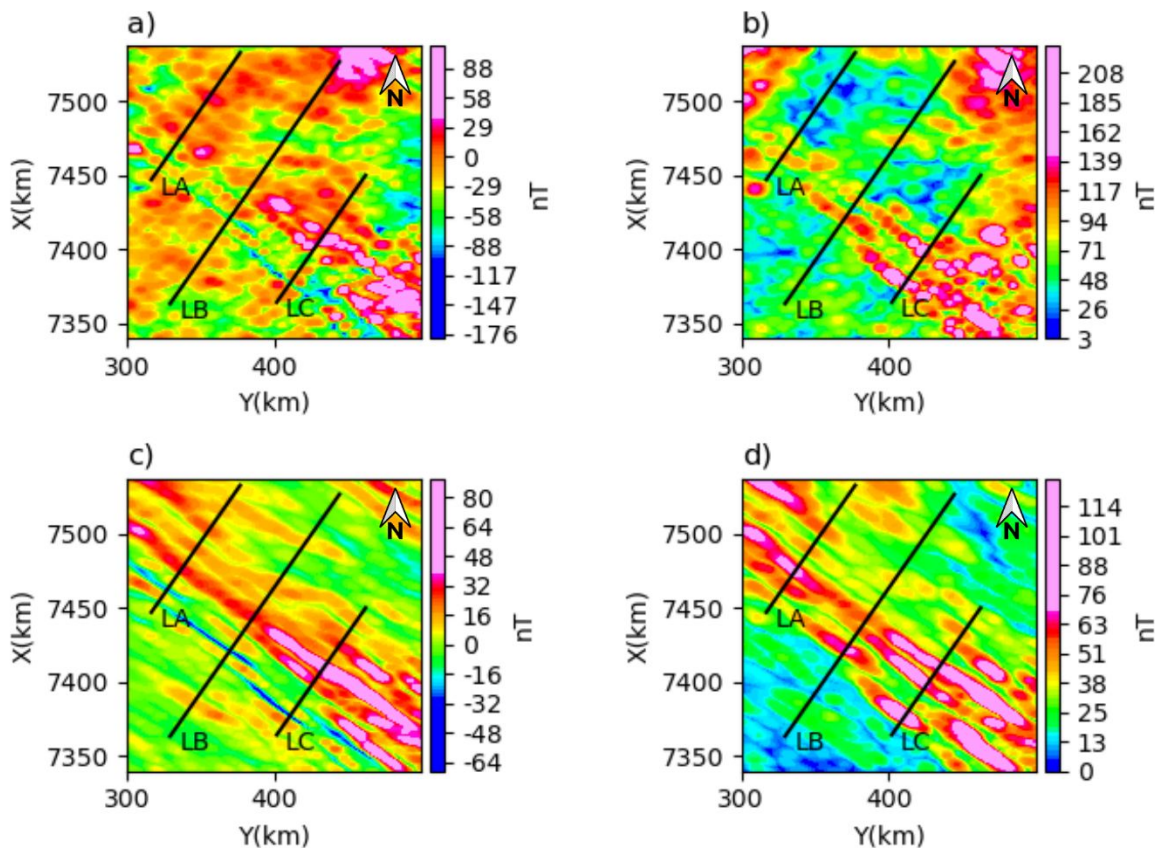 a)
7500
7450
7400
7350
300
400
X(km)
Y(km)
LA
LB
LC
N
88
58
29
0
-29
-58
-88
-117
-147
-176
nT
b)
7500
7450
7400
7350
300
400
X(km)
Y(km)
LA
LB
LC
N
208
185
162
139
117
94
71
48
26
3
nT
c)
7500
7450
7400
7350
300
400
X(km)
Y(km)
LA
LB
LC
N
80
64
48
32
16
0
-16
-32
-48
-64
nT
d)
7500
7450
7400
7350
300
400
X(km)
Y(km)
LA
LB
LC
N
114
101
88
76
63
51
38
25
13
0
nT